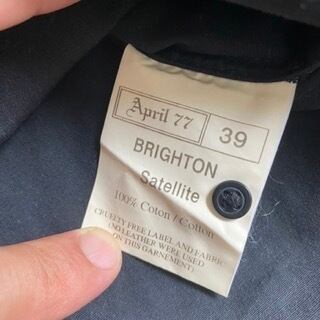 April 77 39
BRIGHTON
Satellite
100% Coton / Cotton
CRUELTY FREE LABEL AND FABRIC
(NO LEATHER WERE USED
ON THIS GARNEMENT)